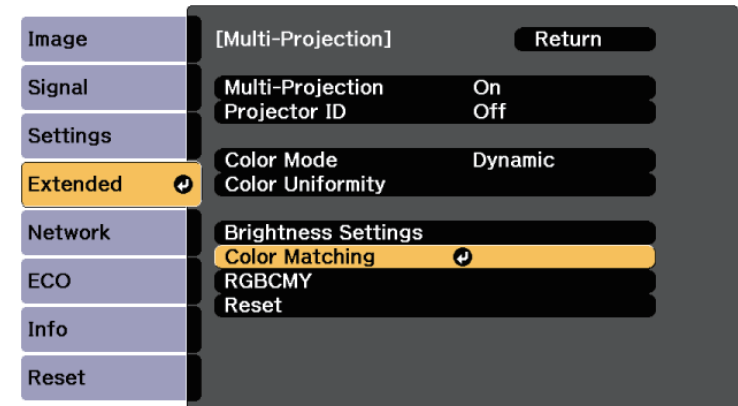 Image
Signal
Settings
Extended
Network
ECO
Info
Reset
[Multi-Projection] Return
Multi-Projection On
Projector ID Off
Color Mode Dynamic
Color Uniformity
Brightness Settings
Color Matching
RGBCMY
Reset